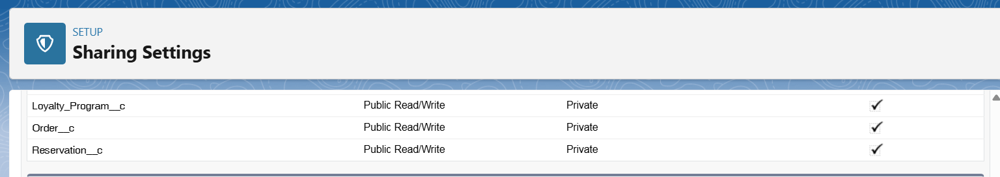 SETUP
Sharing Settings
Loyalty_Program__c Public Read/Write Private
Order__c Public Read/Write Private
Reservation__c Public Read/Write Private